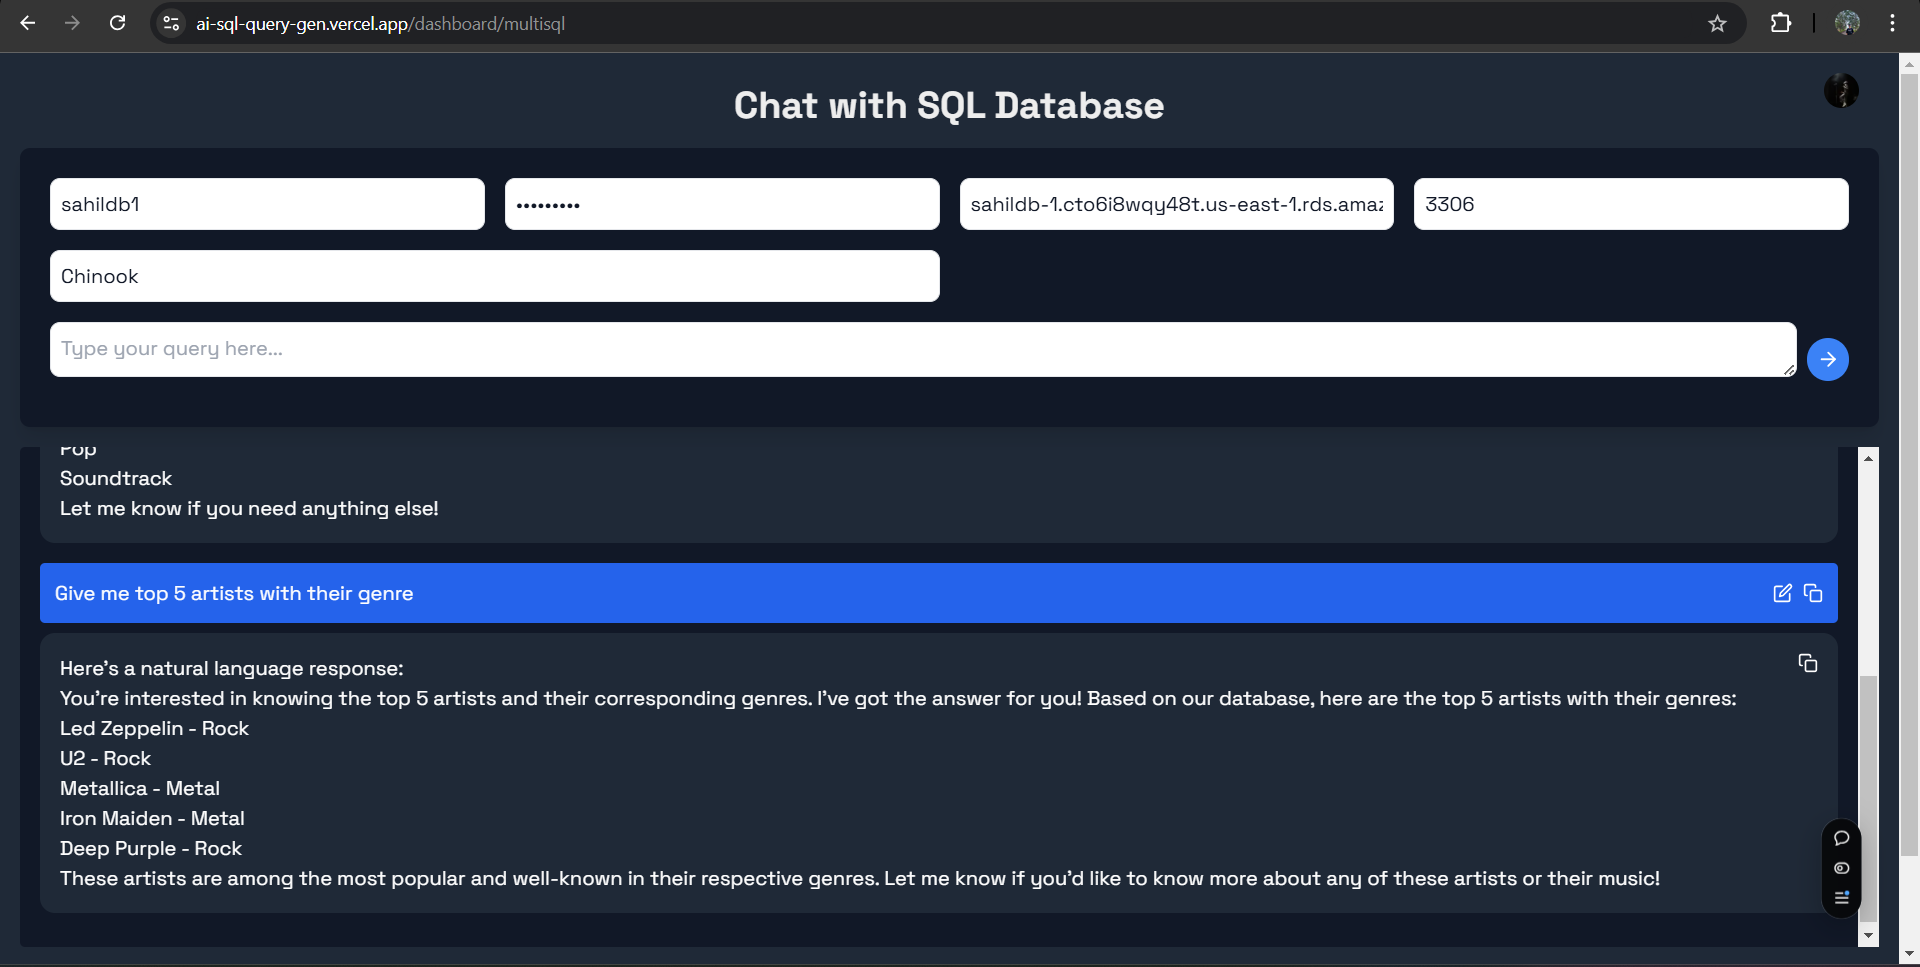 ai-sql-query-gen.vercel.app/dashboard/multisql
Chat with SQL Database
sahildb1
•••••••••
sahildb-1.cto6i8wqy48t.us-east-1.rds.amaz
3306
Chinook
Type your query here...
Pop
Soundtrack
Let me know if you need anything else!
Give me top 5 artists with their genre
Here's a natural language response:
You're interested in knowing the top 5 artists and their corresponding genres. I've got the answer for you! Based on our database, here are the top 5 artists with their genres:
Led Zeppelin - Rock
U2 - Rock
Metallica - Metal
Iron Maiden - Metal
Deep Purple - Rock
These artists are among the most popular and well-known in their respective genres. Let me know if you'd like to know more about any of these artists or their music!